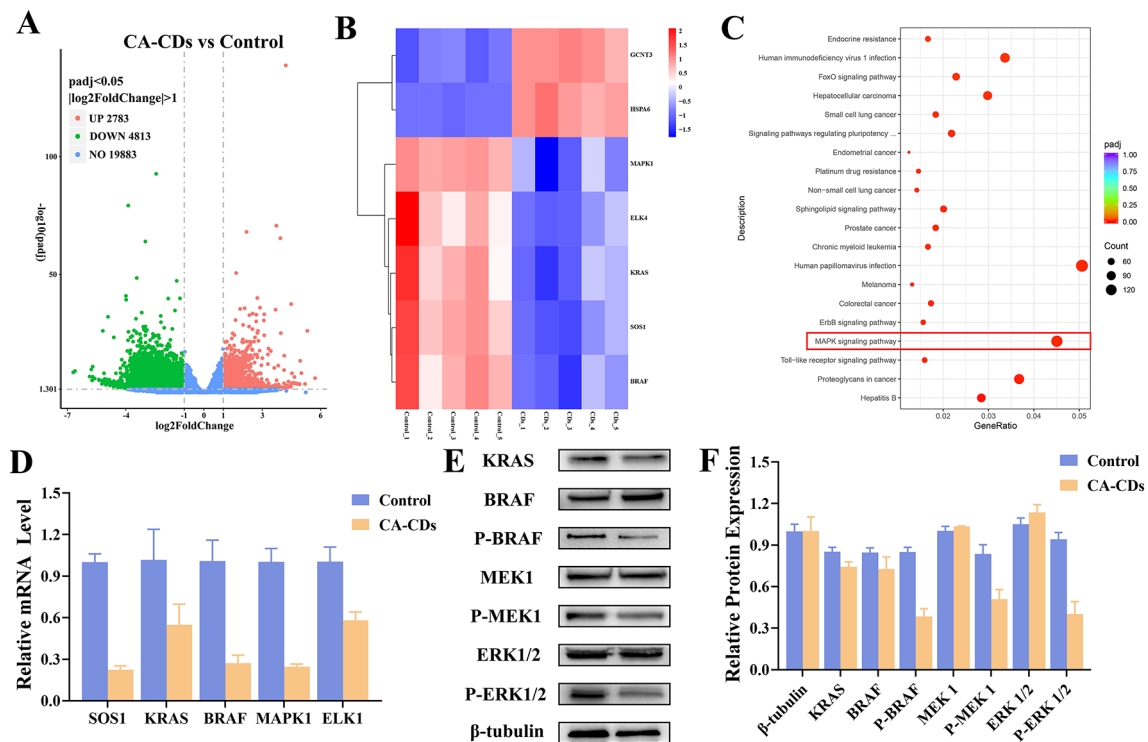 A
CA-CDs vs Control
padj<0.05
|log2FoldChange|>1
UP 2783
DOWN 4813
NO 19883
-log10(padj)
100
50
1.301
-7
-4
-1
0
1
4
6
log2FoldChange
B
GCNT3
HSPA6
MAPK1
ELK4
KRAS
SOS1
BRAF
2
1.5
1
0.5
0
-0.5
-1
-1.5
Control_1
Control_2
Control_3
Control_4
Control_5
CDs_1
CDs_2
CDs_3
CDs_4
CDs_5
C
Description
Endocrine resistance
Human immunodeficiency virus 1 infection
FoxO signaling pathway
Hepatocellular carcinoma
Small cell lung cancer
Signaling pathways regulating pluripotency ...
Endometrial cancer
Platinum drug resistance
Non-small cell lung cancer
Sphingolipid signaling pathway
Prostate cancer
Chronic myeloid leukemia
Human papillomavirus infection
Melanoma
Colorectal cancer
ErbB signaling pathway
MAPK signaling pathway
Toll-like receptor signaling pathway
Proteoglycans in cancer
Hepatitis B
0.02
0.03
0.04
0.05
GeneRatio
padj
1.00
0.75
0.50
0.25
0.00
Count
60
90
120
D
Relative mRNA Level
1.5
1.2
0.9
0.6
0.3
0.0
Control
CA-CDs
SOS1
KRAS
BRAF
MAPK1
ELK1
E
KRAS
BRAF
P-BRAF
MEK1
P-MEK1
ERK1/2
P-ERK1/2
β-tubulin
F
Relative Protein Expression
1.5
1.2
0.9
0.6
0.3
0.0
Control
CA-CDs
β-tubulin
KRAS
BRAF
P-BRAF
MEK 1
P-MEK 1
ERK 1/2
P-ERK 1/2